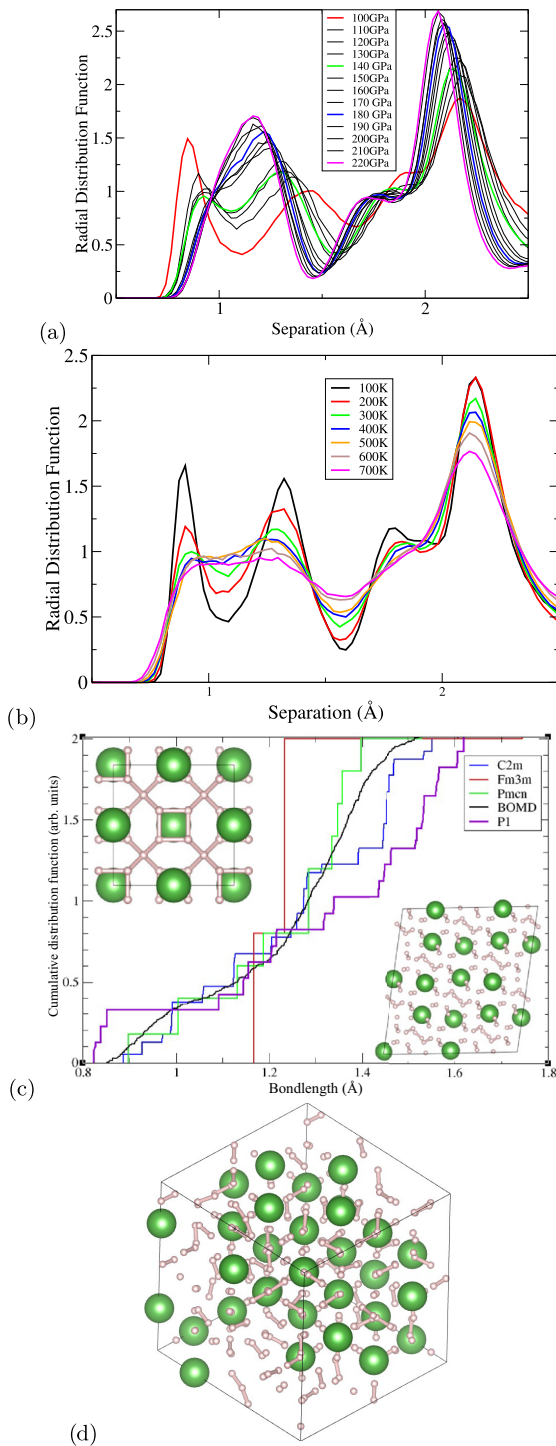 2.5
2
1.5
1
0.5
0
Radial Distribution Function
100GPa
110GPa
120GPa
130GPa
140 GPa
150GPa
160GPa
170 GPa
180 GPa
190 GPa
200GPa
210GPa
220GPa
1
2
Separation (Å)
(a)
2.5
2
1.5
1
0.5
0
Radial Distribution Function
100K
200K
300K
400K
500K
600K
700K
1
2
Separation (Å)
(b)
2
1.5
1
0.5
0
Cumulative distribution function (arb. units)
C2m
Fm3m
Pmcn
BOMD
P1
0.8
1
1.2
1.4
1.6
1.8
Bondlength (Å)
(c)
(d)